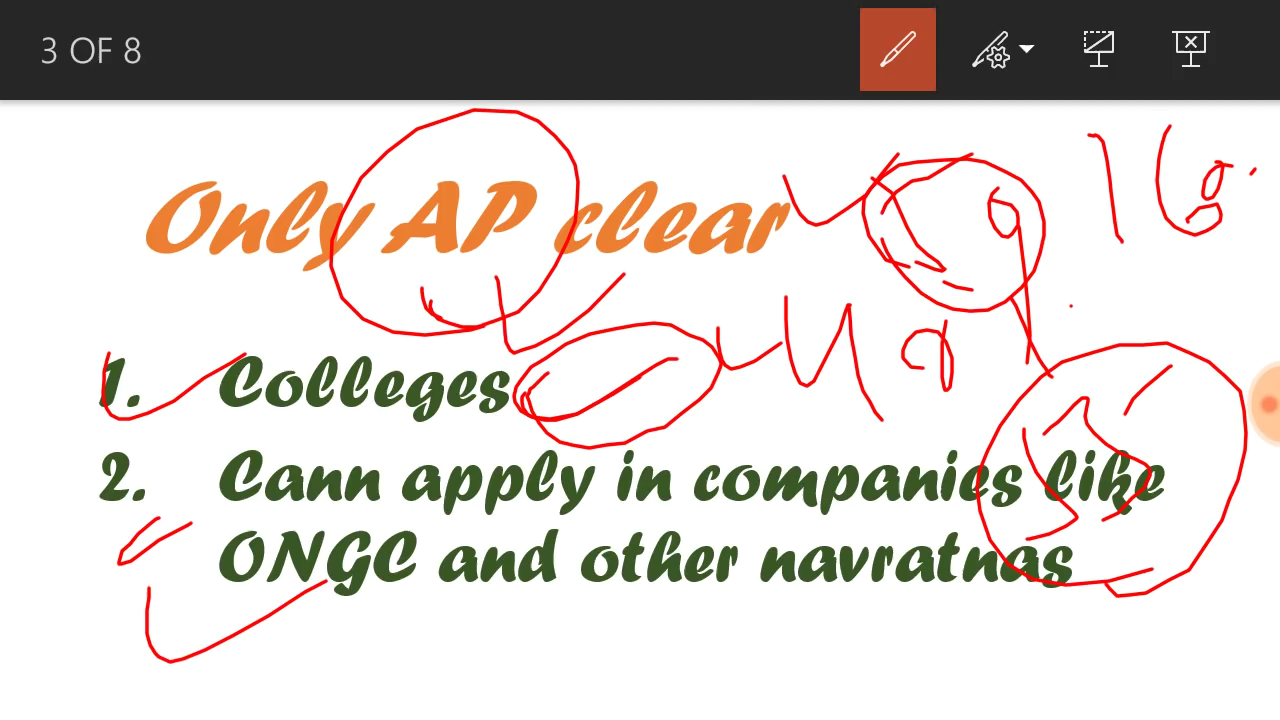 3 OF 8
Only AP clear
1. Colleges
2. Cann apply in companies like
ONGC and other navratnas